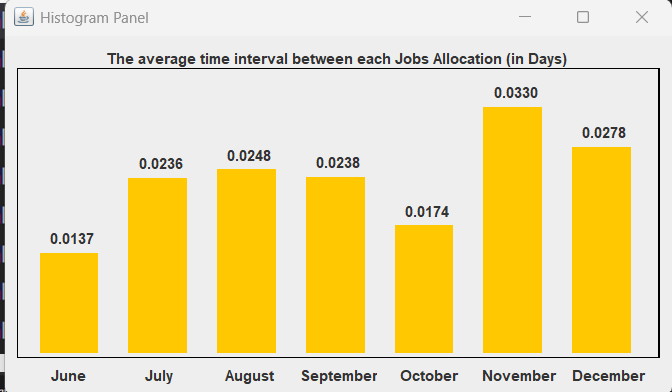 Histogram Panel
The average time interval between each Jobs Allocation (in Days)
0.0137 0.0236 0.0248 0.0238 0.0174 0.0330 0.0278
June July August September October November December